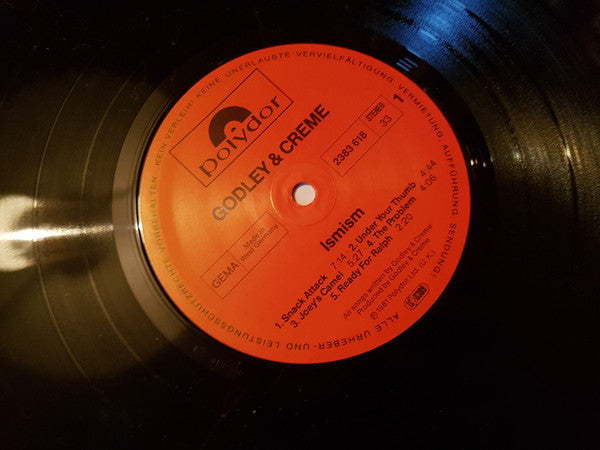 ALLE URHEBER- UND LEISTUNGSSCHUTZRECHTE VORBEHALTEN · KEIN VERLEIH! KEINE UNERLAUBTE VERVIELFÄLTIGUNG, VERMIETUNG, AUFFÜHRUNG, SENDUNG!
polydor
GODLEY & CREME
2383 618
STEREO
33
1
GEMA
Made in
West Germany
Ismism
1. Snack Attack 7:14 2. Under Your Thumb 4:44
3. Joey's Camel 5:27 4. The Problem 4:06
5. Ready For Ralph 2:20
All songs written by Godley & Creme
Produced by Godley & Creme
℗ 1981 Polydor Ltd. (U.K.)